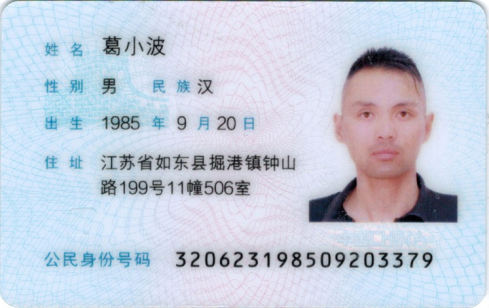 姓名 葛小波
性别 男 民族 汉
出生 1985 年 9 月 20 日
住址 江苏省如东县掘港镇钟山
路199号11幢506室
公民身份号码 320623198509203379